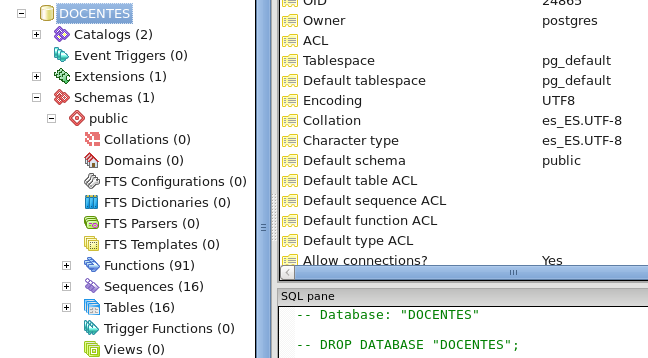 DOCENTES
Catalogs (2)
Event Triggers (0)
Extensions (1)
Schemas (1)
public
Collations (0)
Domains (0)
FTS Configurations (0)
FTS Dictionaries (0)
FTS Parsers (0)
FTS Templates (0)
Functions (91)
Sequences (16)
Tables (16)
Trigger Functions (0)
Views (0)
OID 24865
Owner postgres
ACL
Tablespace pg_default
Default tablespace pg_default
Encoding UTF8
Collation es_ES.UTF-8
Character type es_ES.UTF-8
Default schema public
Default table ACL
Default sequence ACL
Default function ACL
Default type ACL
Allow connections? Yes
SQL pane
-- Database: "DOCENTES"
-- DROP DATABASE "DOCENTES";